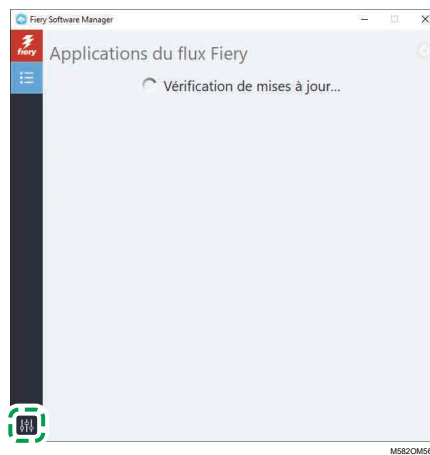 Fiery Software Manager
fiery
Applications du flux Fiery
Vérification de mises à jour...
M582OM56